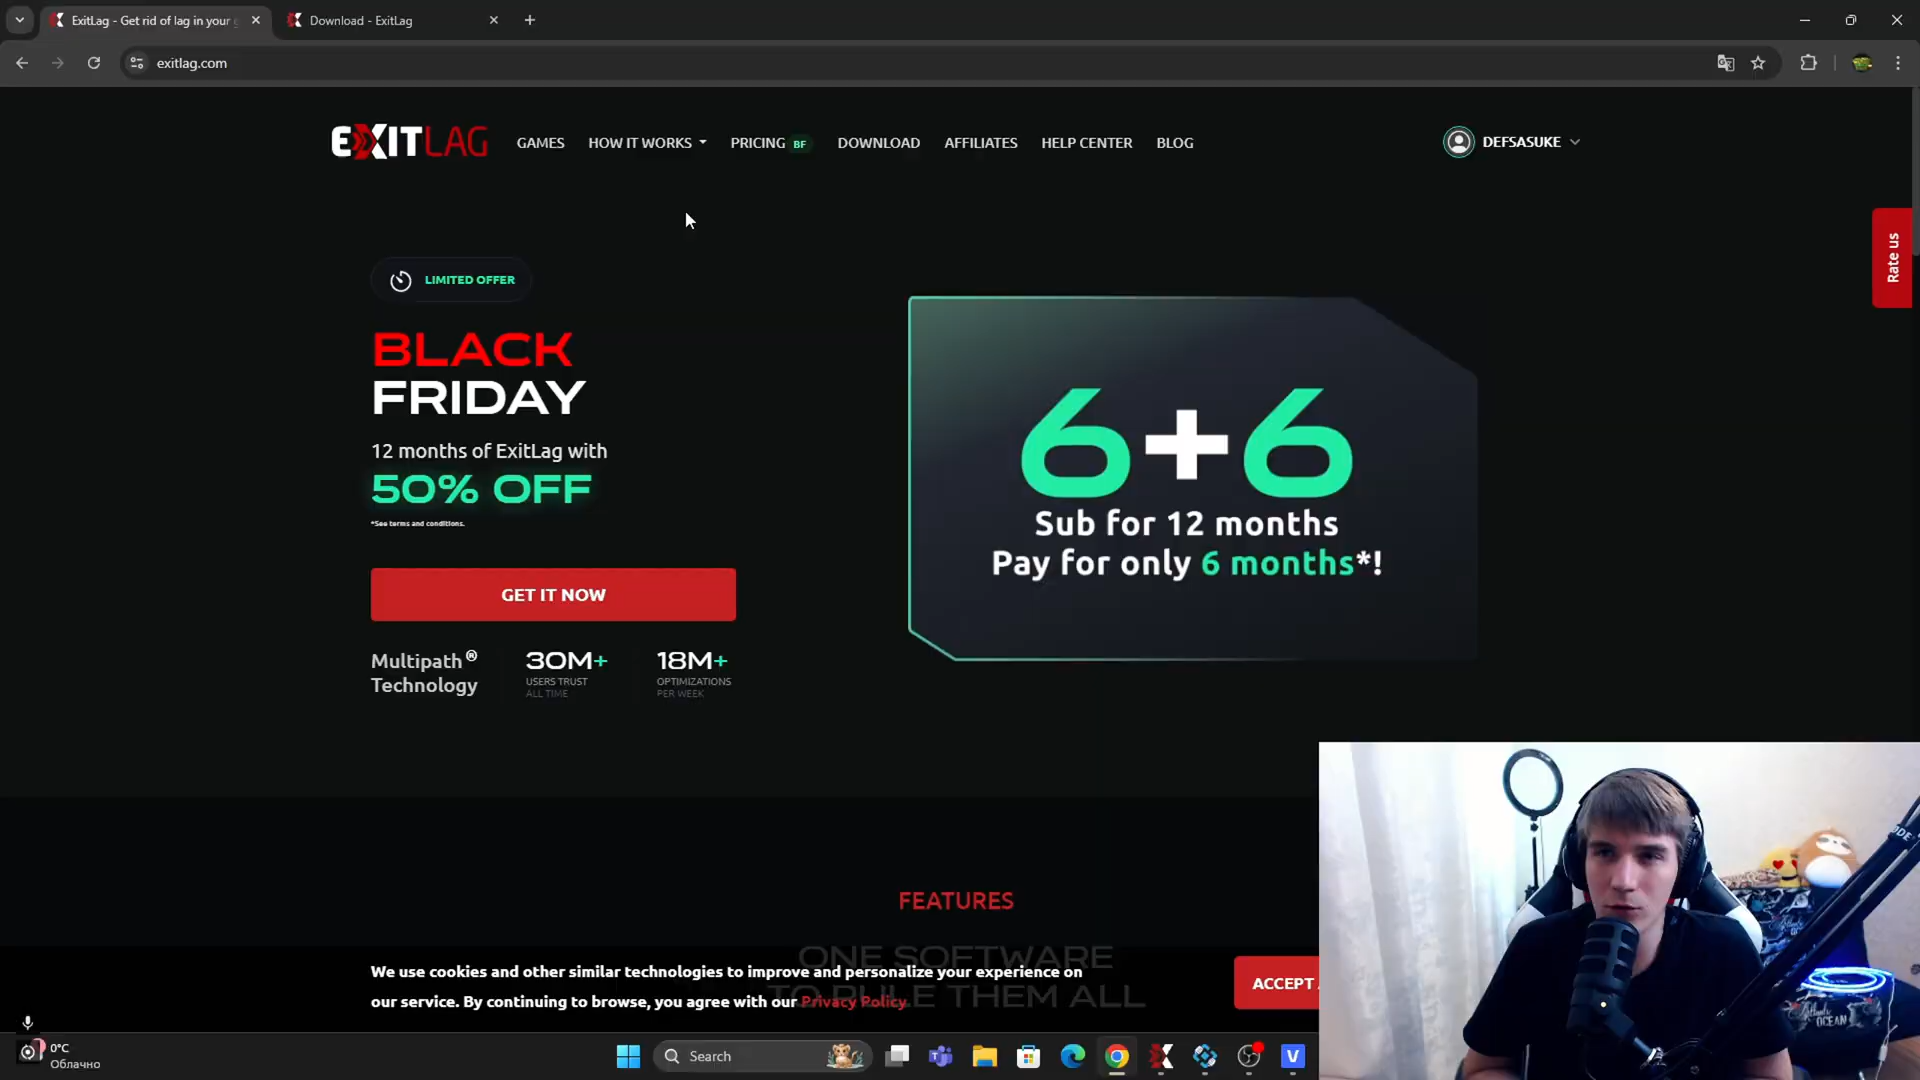 ExitLag - Get rid of lag in your g
Download - ExitLag
exitlag.com
EXITLAG
GAMES
HOW IT WORKS
PRICING BF
DOWNLOAD
AFFILIATES
HELP CENTER
BLOG
DEFSASUKE
Rate us
LIMITED OFFER
BLACK
FRIDAY
12 months of ExitLag with
50% OFF
*See terms and conditions.
GET IT NOW
Multipath®
Technology
30M+
USERS TRUST
ALL TIME
18M+
OPTIMIZATIONS
PER WEEK
6+6
Sub for 12 months
Pay for only 6 months*!
FEATURES
ONE SOFTWARE
TO RULE THEM ALL
We use cookies and other similar technologies to improve and personalize your experience on
our service. By continuing to browse, you agree with our Privacy Policy.
ACCEPT
0°C
Облачно
Search
V
OCEAN